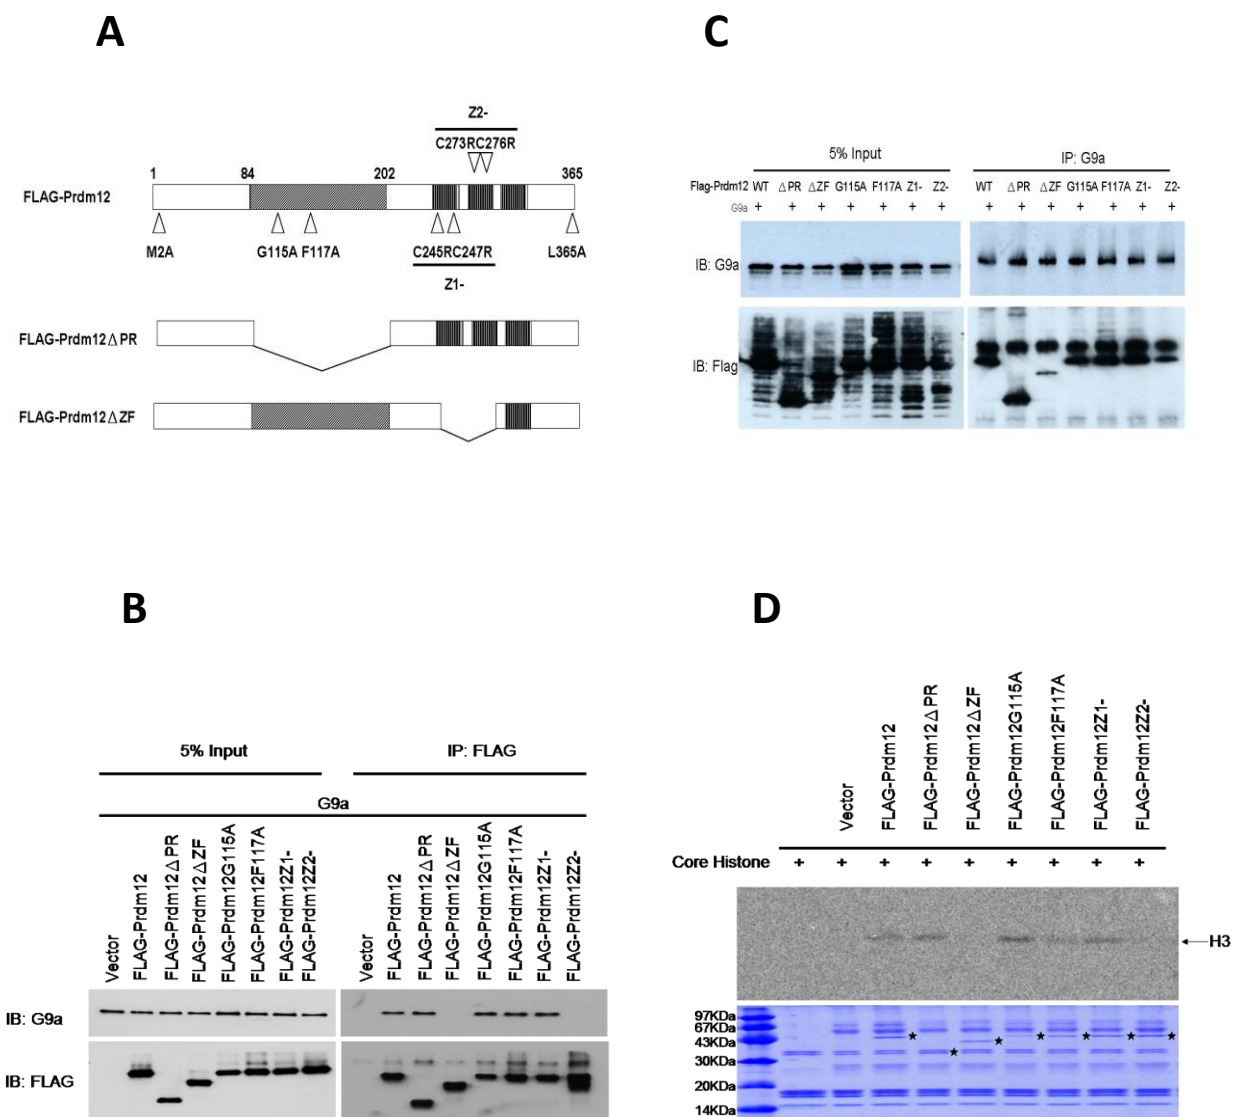 A
Z2-
C273RC276R
1 84 202 365
FLAG-Prdm12
M2A G115A F117A C245RC247R L365A
Z1-
FLAG-Prdm12ΔPR
FLAG-Prdm12ΔZF
C
5% Input IP: G9a
Flag-Prdm12 WT ΔPR ΔZF G115A F117A Z1- Z2- WT ΔPR ΔZF G115A F117A Z1- Z2-
G9a + + + + + + + + + + + + + +
IB: G9a
IB: Flag
B
5% Input IP: FLAG
G9a
Vector FLAG-Prdm12 FLAG-Prdm12ΔPR FLAG-Prdm12ΔZF FLAG-Prdm12G115A FLAG-Prdm12F117A FLAG-Prdm12Z1- FLAG-Prdm12Z2- Vector FLAG-Prdm12 FLAG-Prdm12ΔPR FLAG-Prdm12ΔZF FLAG-Prdm12G115A FLAG-Prdm12F117A FLAG-Prdm12Z1- FLAG-Prdm12Z2-
IB: G9a
IB: FLAG
D
Vector FLAG-Prdm12 FLAG-Prdm12ΔPR FLAG-Prdm12ΔZF FLAG-Prdm12G115A FLAG-Prdm12F117A FLAG-Prdm12Z1- FLAG-Prdm12Z2-
Core Histone + + + + + + + + +
H3
97KDa
67KDa
43KDa
30KDa
20KDa
14KDa